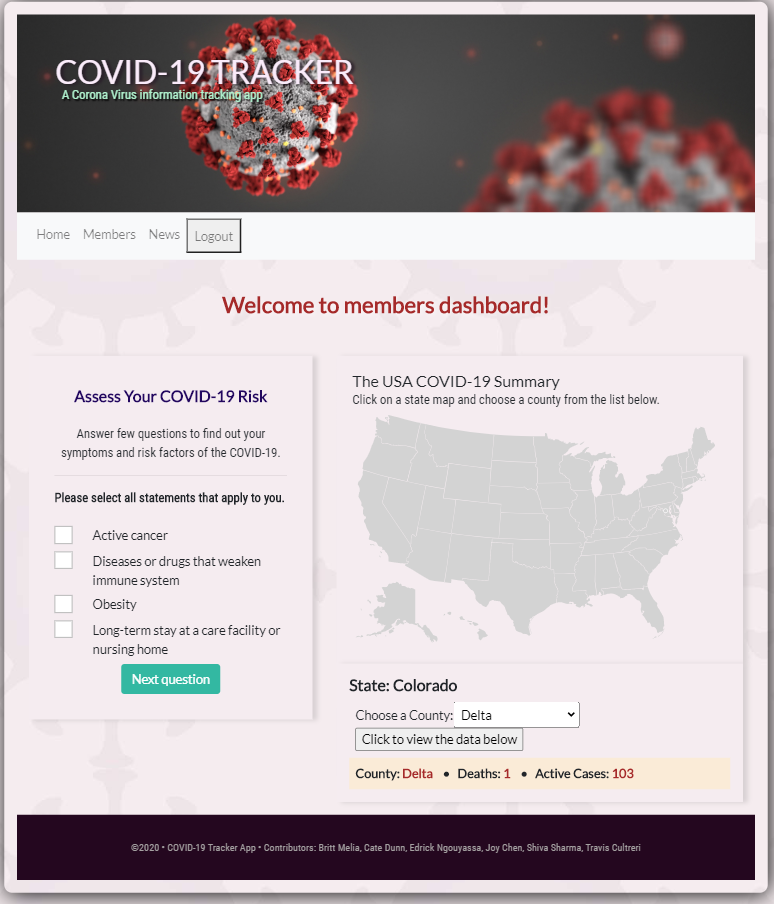 COVID-19 TRACKER
A Corona Virus information tracking app
Home Members News Logout
Welcome to members dashboard!
Assess Your COVID-19 Risk
Answer few questions to find out your
symptoms and risk factors of the COVID-19.
Please select all statements that apply to you.
Active cancer
Diseases or drugs that weaken
immune system
Obesity
Long-term stay at a care facility or
nursing home
Next question
The USA COVID-19 Summary
Click on a state map and choose a county from the list below.
State: Colorado
Choose a County: Delta
Click to view the data below
County: Delta • Deaths: 1 • Active Cases: 103
©2020 • COVID-19 Tracker App • Contributors: Britt Melia, Cate Dunn, Edrick Ngouyassa, Joy Chen, Shiva Sharma, Travis Cultreri